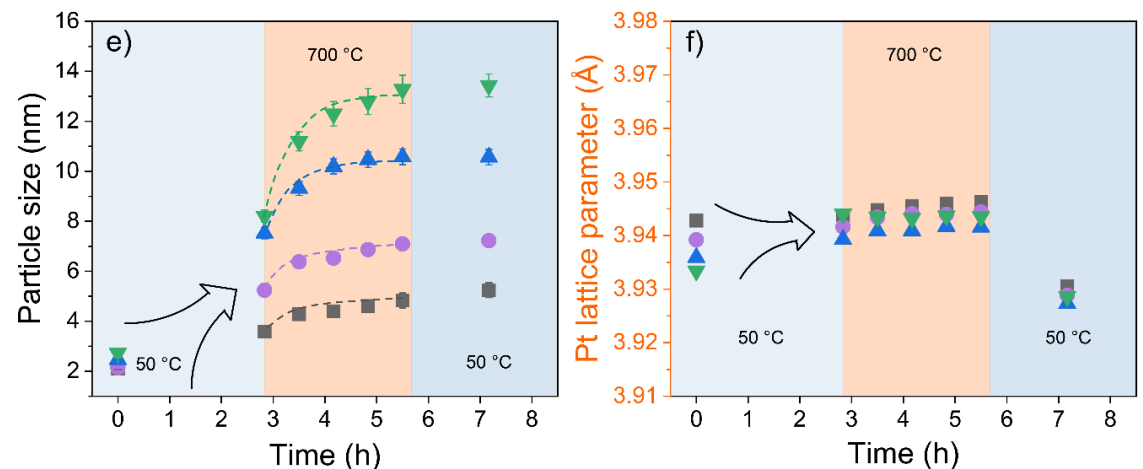 e)
700 °C
50 °C
50 °C
16
14
12
10
8
6
4
2
0
1
2
3
4
5
6
7
8
Particle size (nm)
Time (h)
f)
700 °C
50 °C
50 °C
3.98
3.97
3.96
3.95
3.94
3.93
3.92
3.91
0
1
2
3
4
5
6
7
8
Pt lattice parameter (Å)
Time (h)